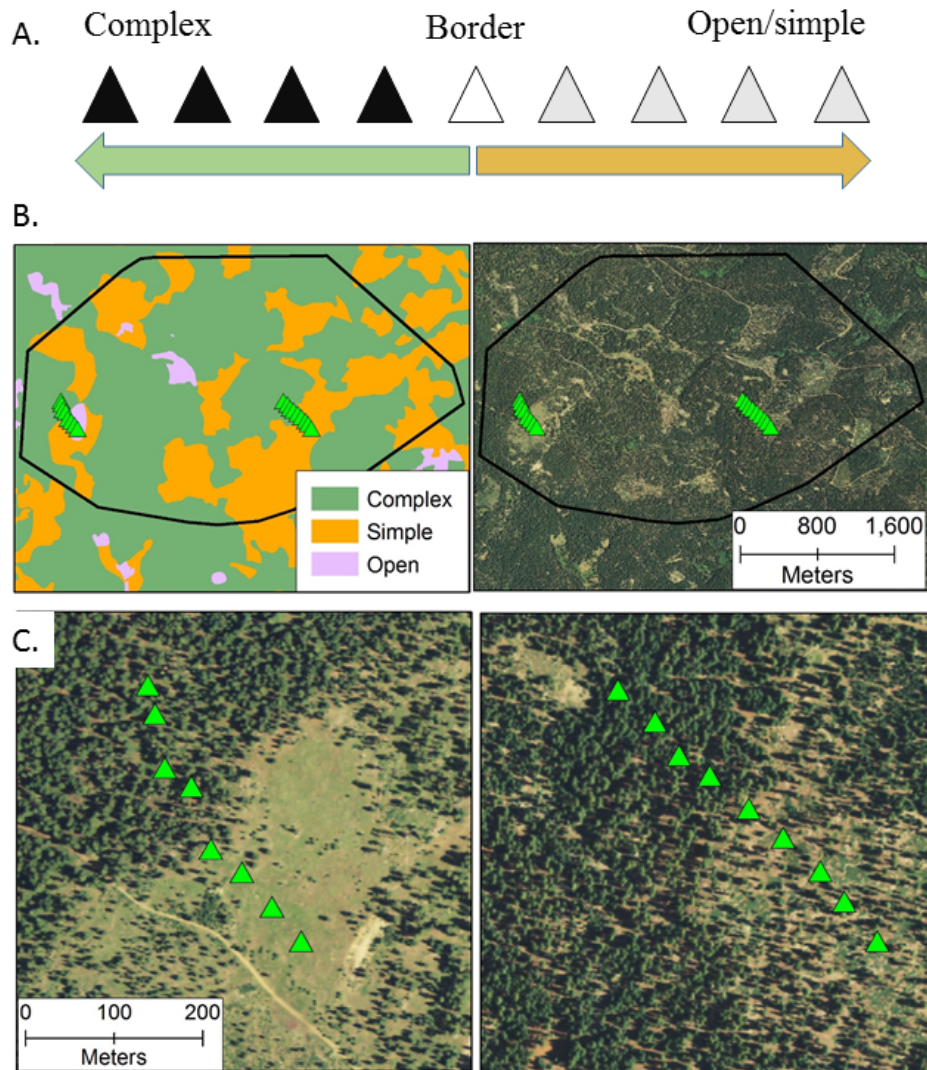 A.
Complex Border Open/simple
B.
Complex
Simple
Open
0 800 1,600
Meters
C.
0 100 200
Meters